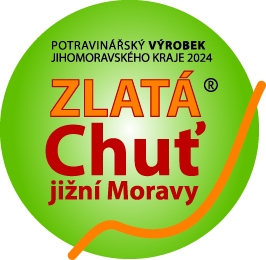 POTRAVINÁŘSKÝ VÝROBEK
JIHOMORAVSKÉHO KRAJE 2024
ZLATÁ ®
Chuť
jižní Moravy